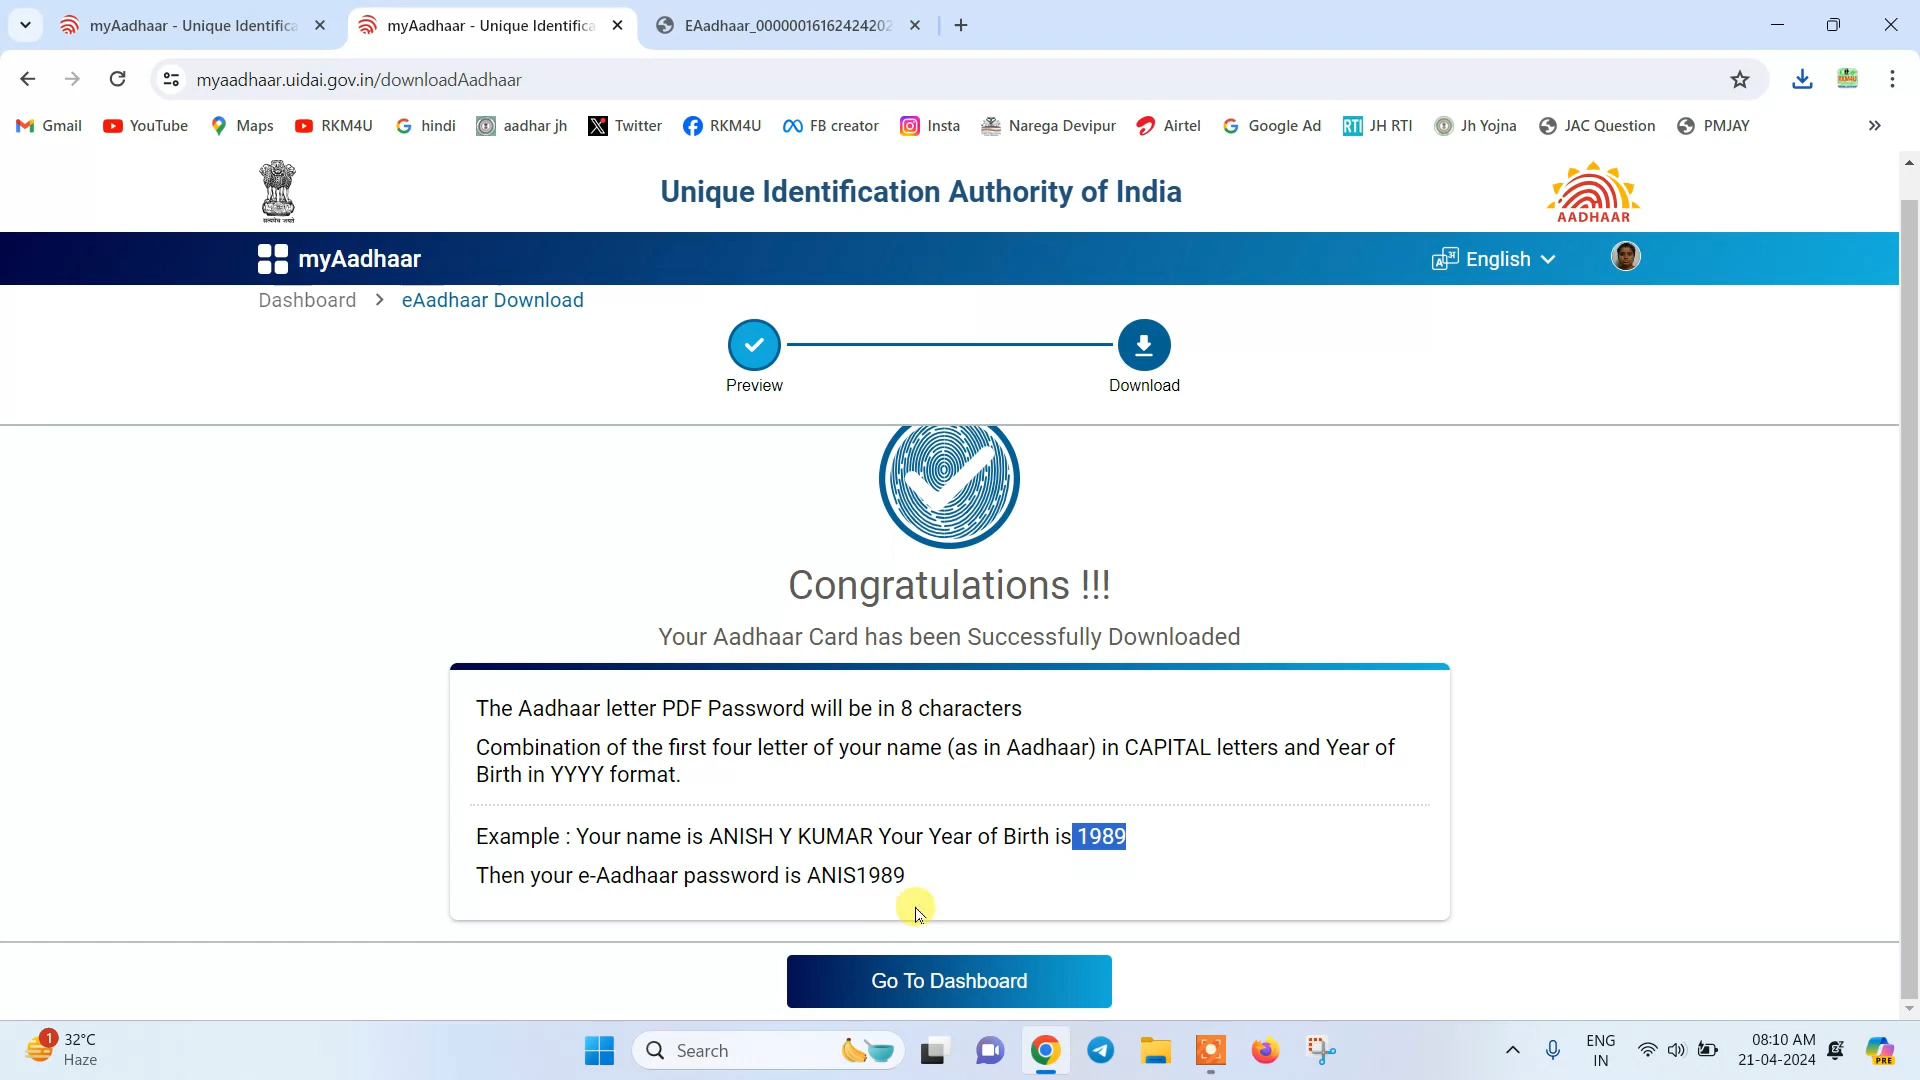 myAadhaar - Unique Identifica
myAadhaar - Unique Identifica
EAadhaar_0000001616242420
myaadhaar.uidai.gov.in/downloadAadhaar
Gmail YouTube Maps RKM4U hindi aadhar jh Twitter RKM4U FB creator Insta Narega Devipur Airtel Google Ad RTI JH RTI Jh Yojna JAC Question PMJAY
सत्यमेव जयते
Unique Identification Authority of India
AADHAAR
myAadhaar
English
Dashboard > eAadhaar Download
Preview
Download
Congratulations !!!
Your Aadhaar Card has been Successfully Downloaded
The Aadhaar letter PDF Password will be in 8 characters
Combination of the first four letter of your name (as in Aadhaar) in CAPITAL letters and Year of
Birth in YYYY format.
Example : Your name is ANISH Y KUMAR Your Year of Birth is 1989
Then your e-Aadhaar password is ANIS1989
Go To Dashboard
1
32°C
Haze
Search
ENG
IN
08:10 AM
21-04-2024
PRE